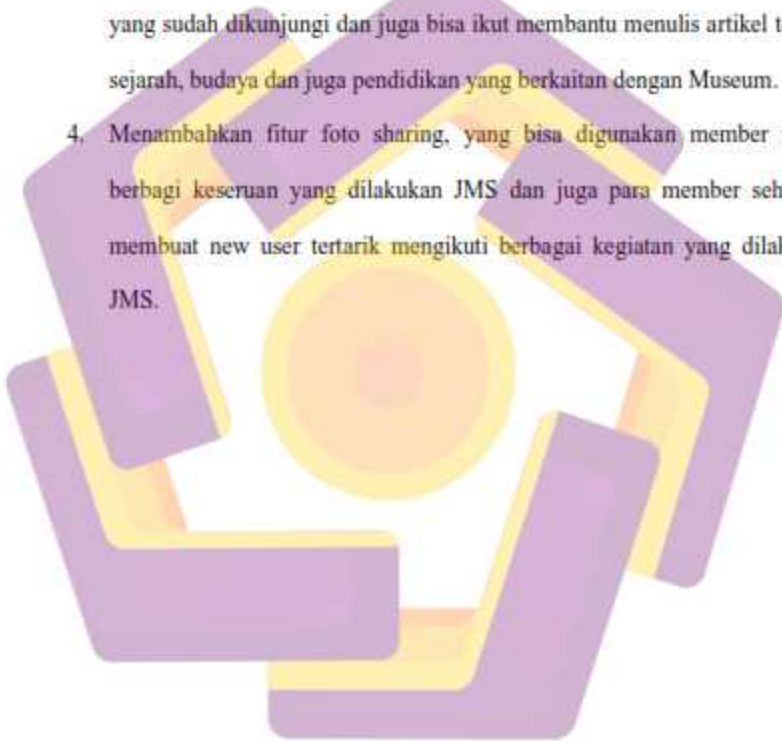 yang sudah dikunjungi dan juga bisa ikut membantu menulis artikel
sejarah, budaya dan juga pendidikan yang berkaitan dengan Museum.
4. Menambahkan fitur foto sharing, yang bisa digunakan member
berbagi keseruan yang dilakukan JMS dan juga para member
membuat new user tertarik mengikuti berbagai kegiatan yang
JMS.